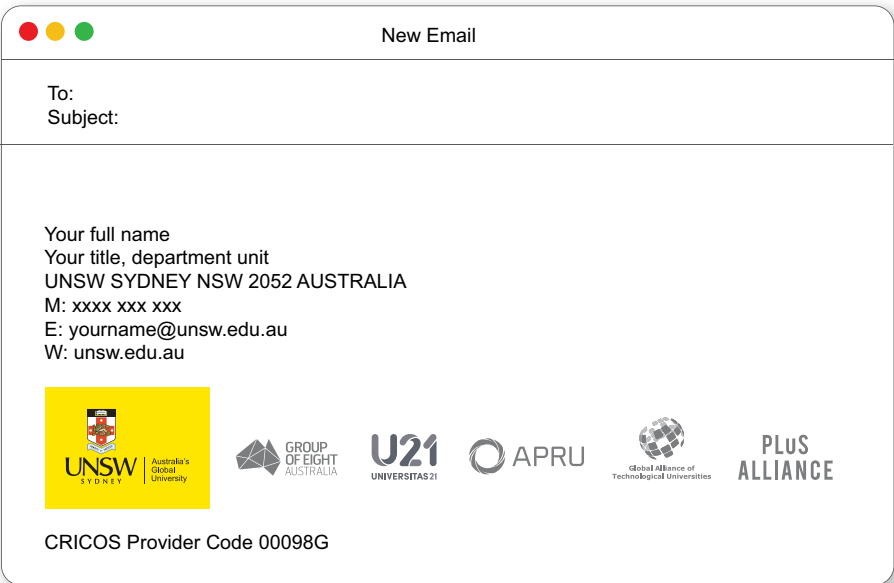 New Email
To:
Subject:
Your full name
Your title, department unit
UNSW SYDNEY NSW 2052 AUSTRALIA
M: xxxx xxx xxx
E: yourname@unsw.edu.au
W: unsw.edu.au
UNSW
SYDNEY
Australia's
Global
University
GROUP
OF EIGHT
AUSTRALIA
U21
UNIVERSITAS 21
APRU
Global Alliance of
Technological Universities
PLuS
ALLIANCE
CRICOS Provider Code 00098G